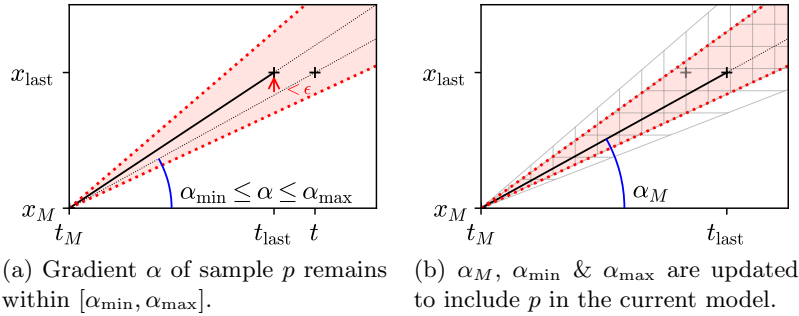 x_last
< ϵ
α_min ≤ α ≤ α_max
x_M
t_M
t_last
t
(a) Gradient α of sample p remains
within [α_min, α_max].
x_last
α_M
x_M
t_M
t_last
(b) α_M, α_min & α_max are updated
to include p in the current model.